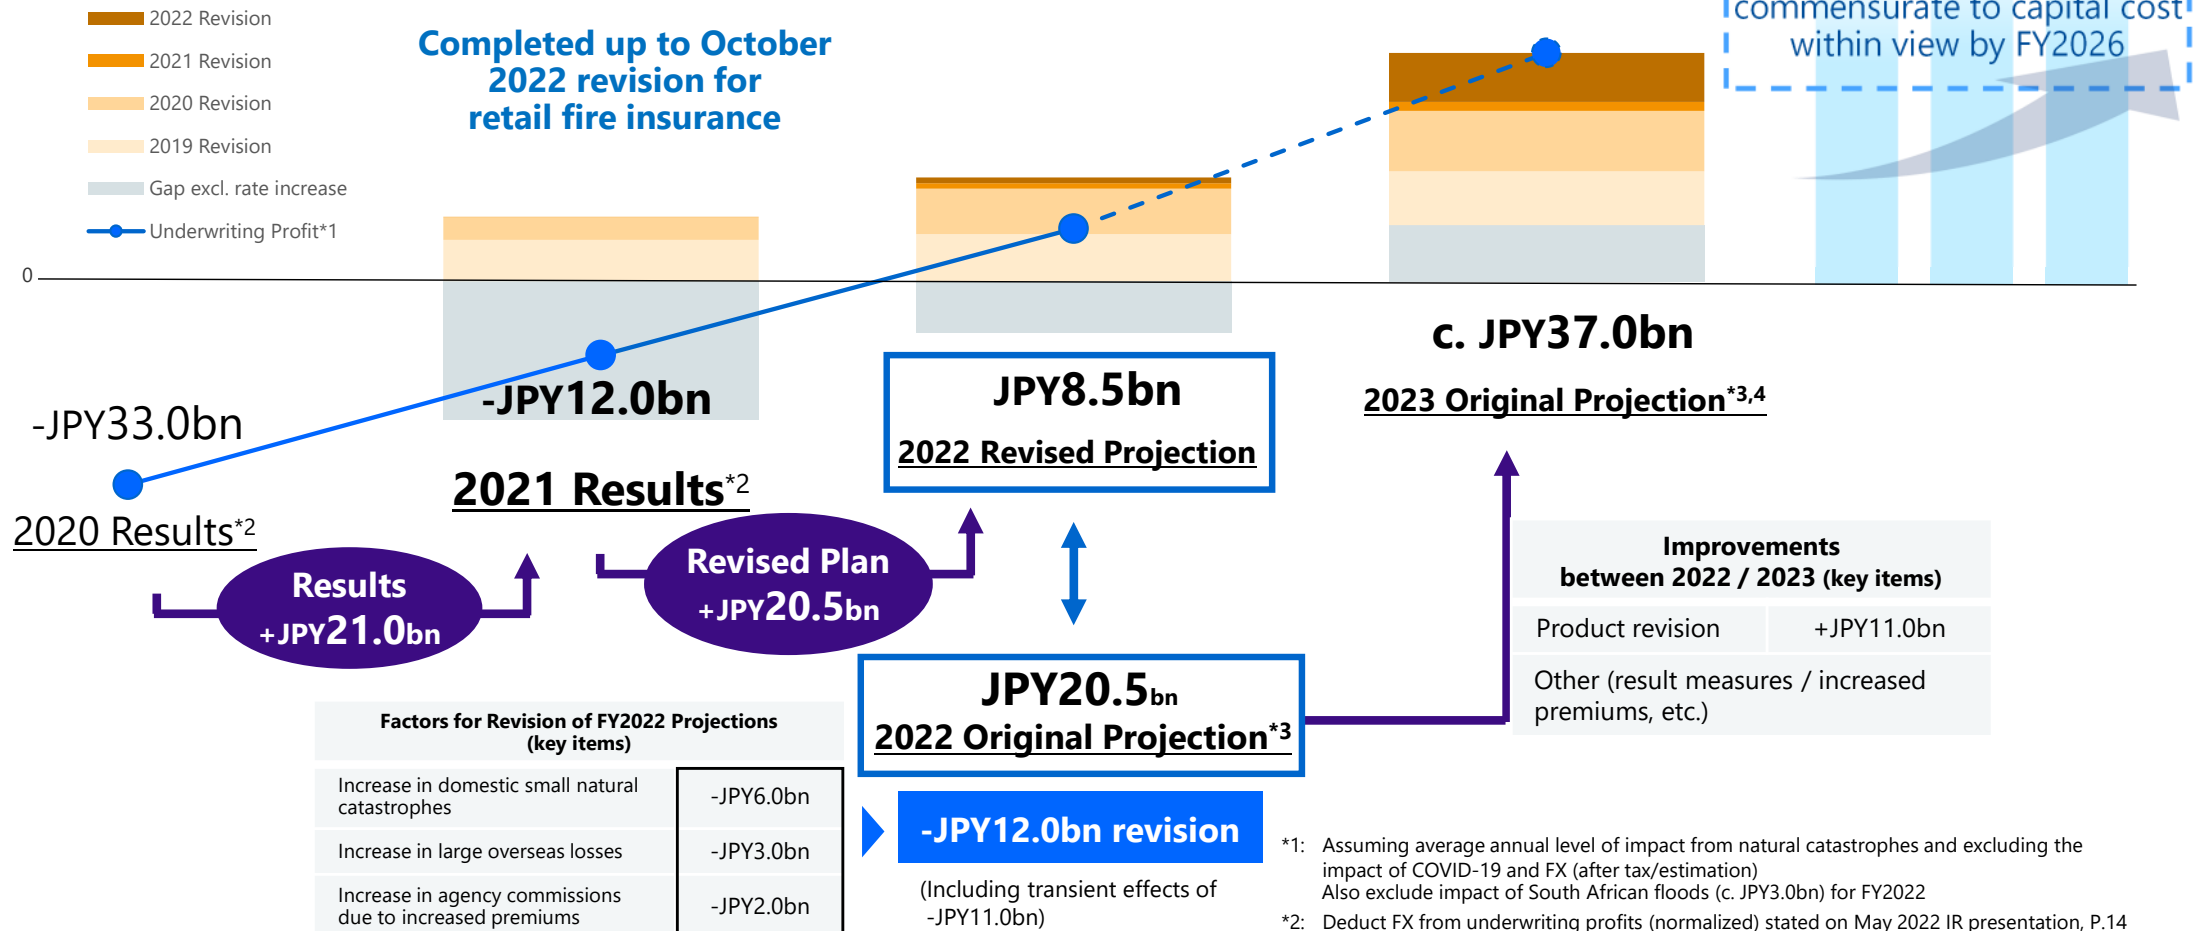 2022 Revision
2021 Revision
2020 Revision
2019 Revision
Gap excl. rate increase
Underwriting Profit*1
Completed up to October
2022 revision for
retail fire insurance
commensurate to capital cost
within view by FY2026
0
-JPY33.0bn
2020 Results*2
-JPY12.0bn
2021 Results*2
JPY8.5bn
2022 Revised Projection
c. JPY37.0bn
2023 Original Projection*3,4
Results
+JPY21.0bn
Revised Plan
+JPY20.5bn
JPY20.5bn
2022 Original Projection*3
Improvements
between 2022 / 2023 (key items)
Product revision +JPY11.0bn
Other (result measures / increased
premiums, etc.)
Factors for Revision of FY2022 Projections
(key items)
Increase in domestic small natural
catastrophes
-JPY6.0bn
Increase in large overseas losses -JPY3.0bn
Increase in agency commissions
due to increased premiums
-JPY2.0bn
-JPY12.0bn revision
(Including transient effects of
-JPY11.0bn)
*1: Assuming average annual level of impact from natural catastrophes and excluding the
impact of COVID-19 and FX (after tax/estimation)
Also exclude impact of South African floods (c. JPY3.0bn) for FY2022
*2: Deduct FX from underwriting profits (normalized) stated on May 2022 IR presentation, P.14